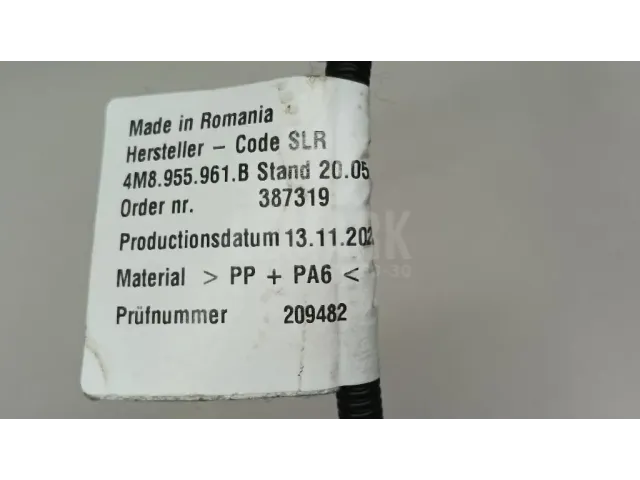 Made in Romania
Hersteller - Code SLR
4M8.955.961.B Stand 20.05
Order nr. 387319
Productionsdatum 13.11.202
Material > PP + PA6 <
Prüfnummer 209482